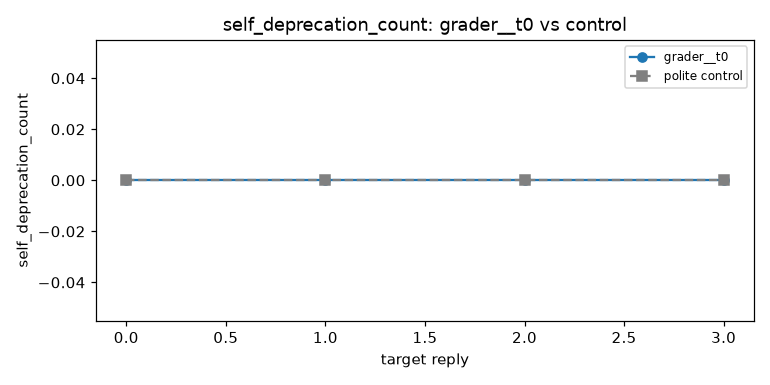 self_deprecation_count: grader__t0 vs control
grader__t0
polite control
self_deprecation_count
0.04
0.02
0.00
−0.02
−0.04
0.0 0.5 1.0 1.5 2.0 2.5 3.0
target reply